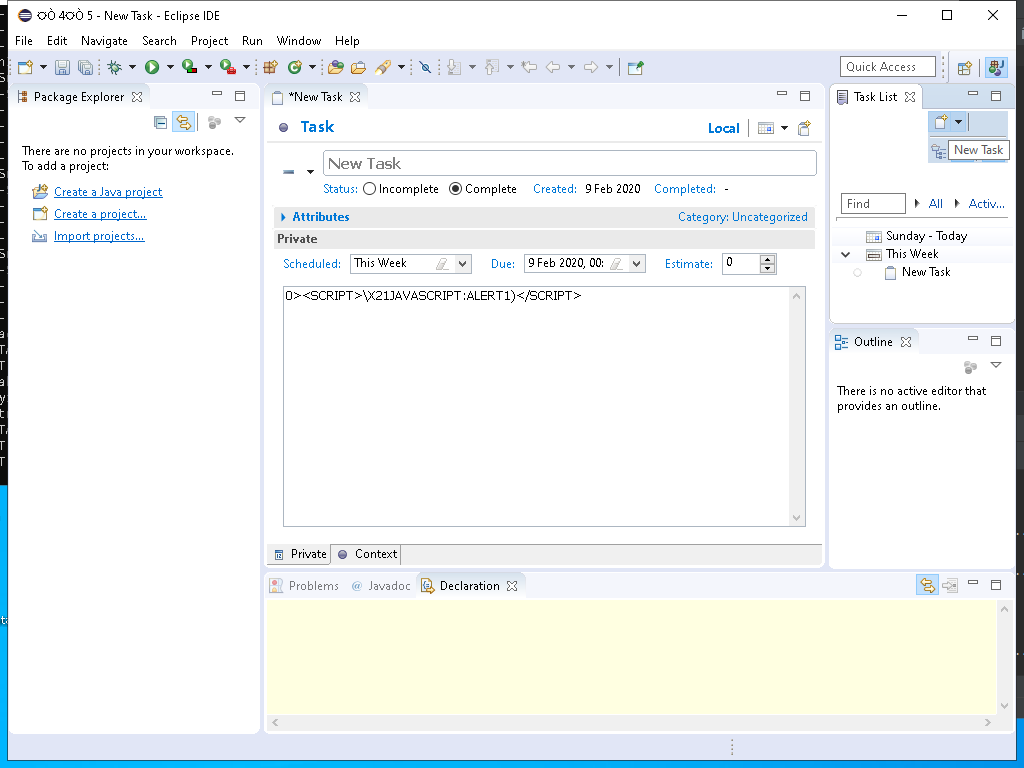 ѸÒ 4ѸÒ 5 - New Task - Eclipse IDE
File Edit Navigate Search Project Run Window Help
Quick Access
Package Explorer
There are no projects in your workspace.
To add a project:
Create a Java project
Create a project...
Import projects...
*New Task
Task
Local
New Task
Status: Incomplete Complete Created: 9 Feb 2020 Completed: -
Attributes Category: Uncategorized
Private
Scheduled: This Week Due: 9 Feb 2020, 00: Estimate: 0
0><SCRIPT>\X21JAVASCRIPT:ALERT1)</SCRIPT>
Private Context
Task List
New Task
Find All Activ...
Sunday - Today
This Week
New Task
Outline
There is no active editor that
provides an outline.
Problems @ Javadoc Declaration